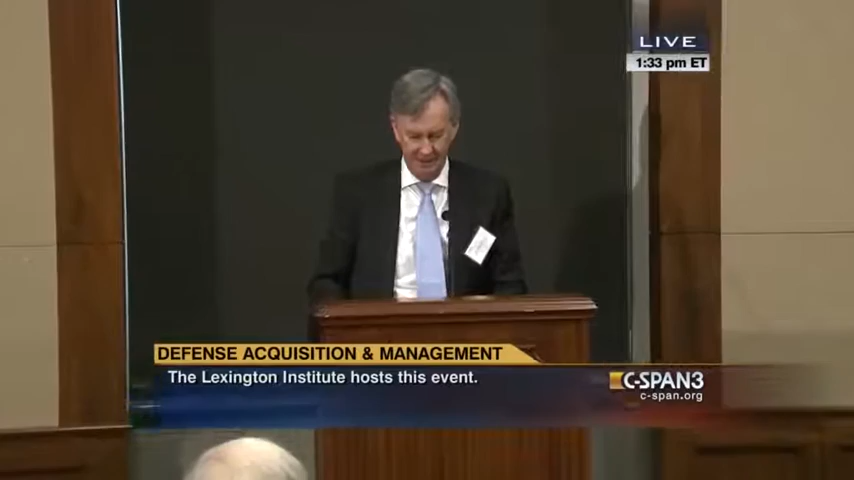 LIVE
1:33 pm ET
DEFENSE ACQUISITION & MANAGEMENT
The Lexington Institute hosts this event.
C-SPAN3
c-span.org